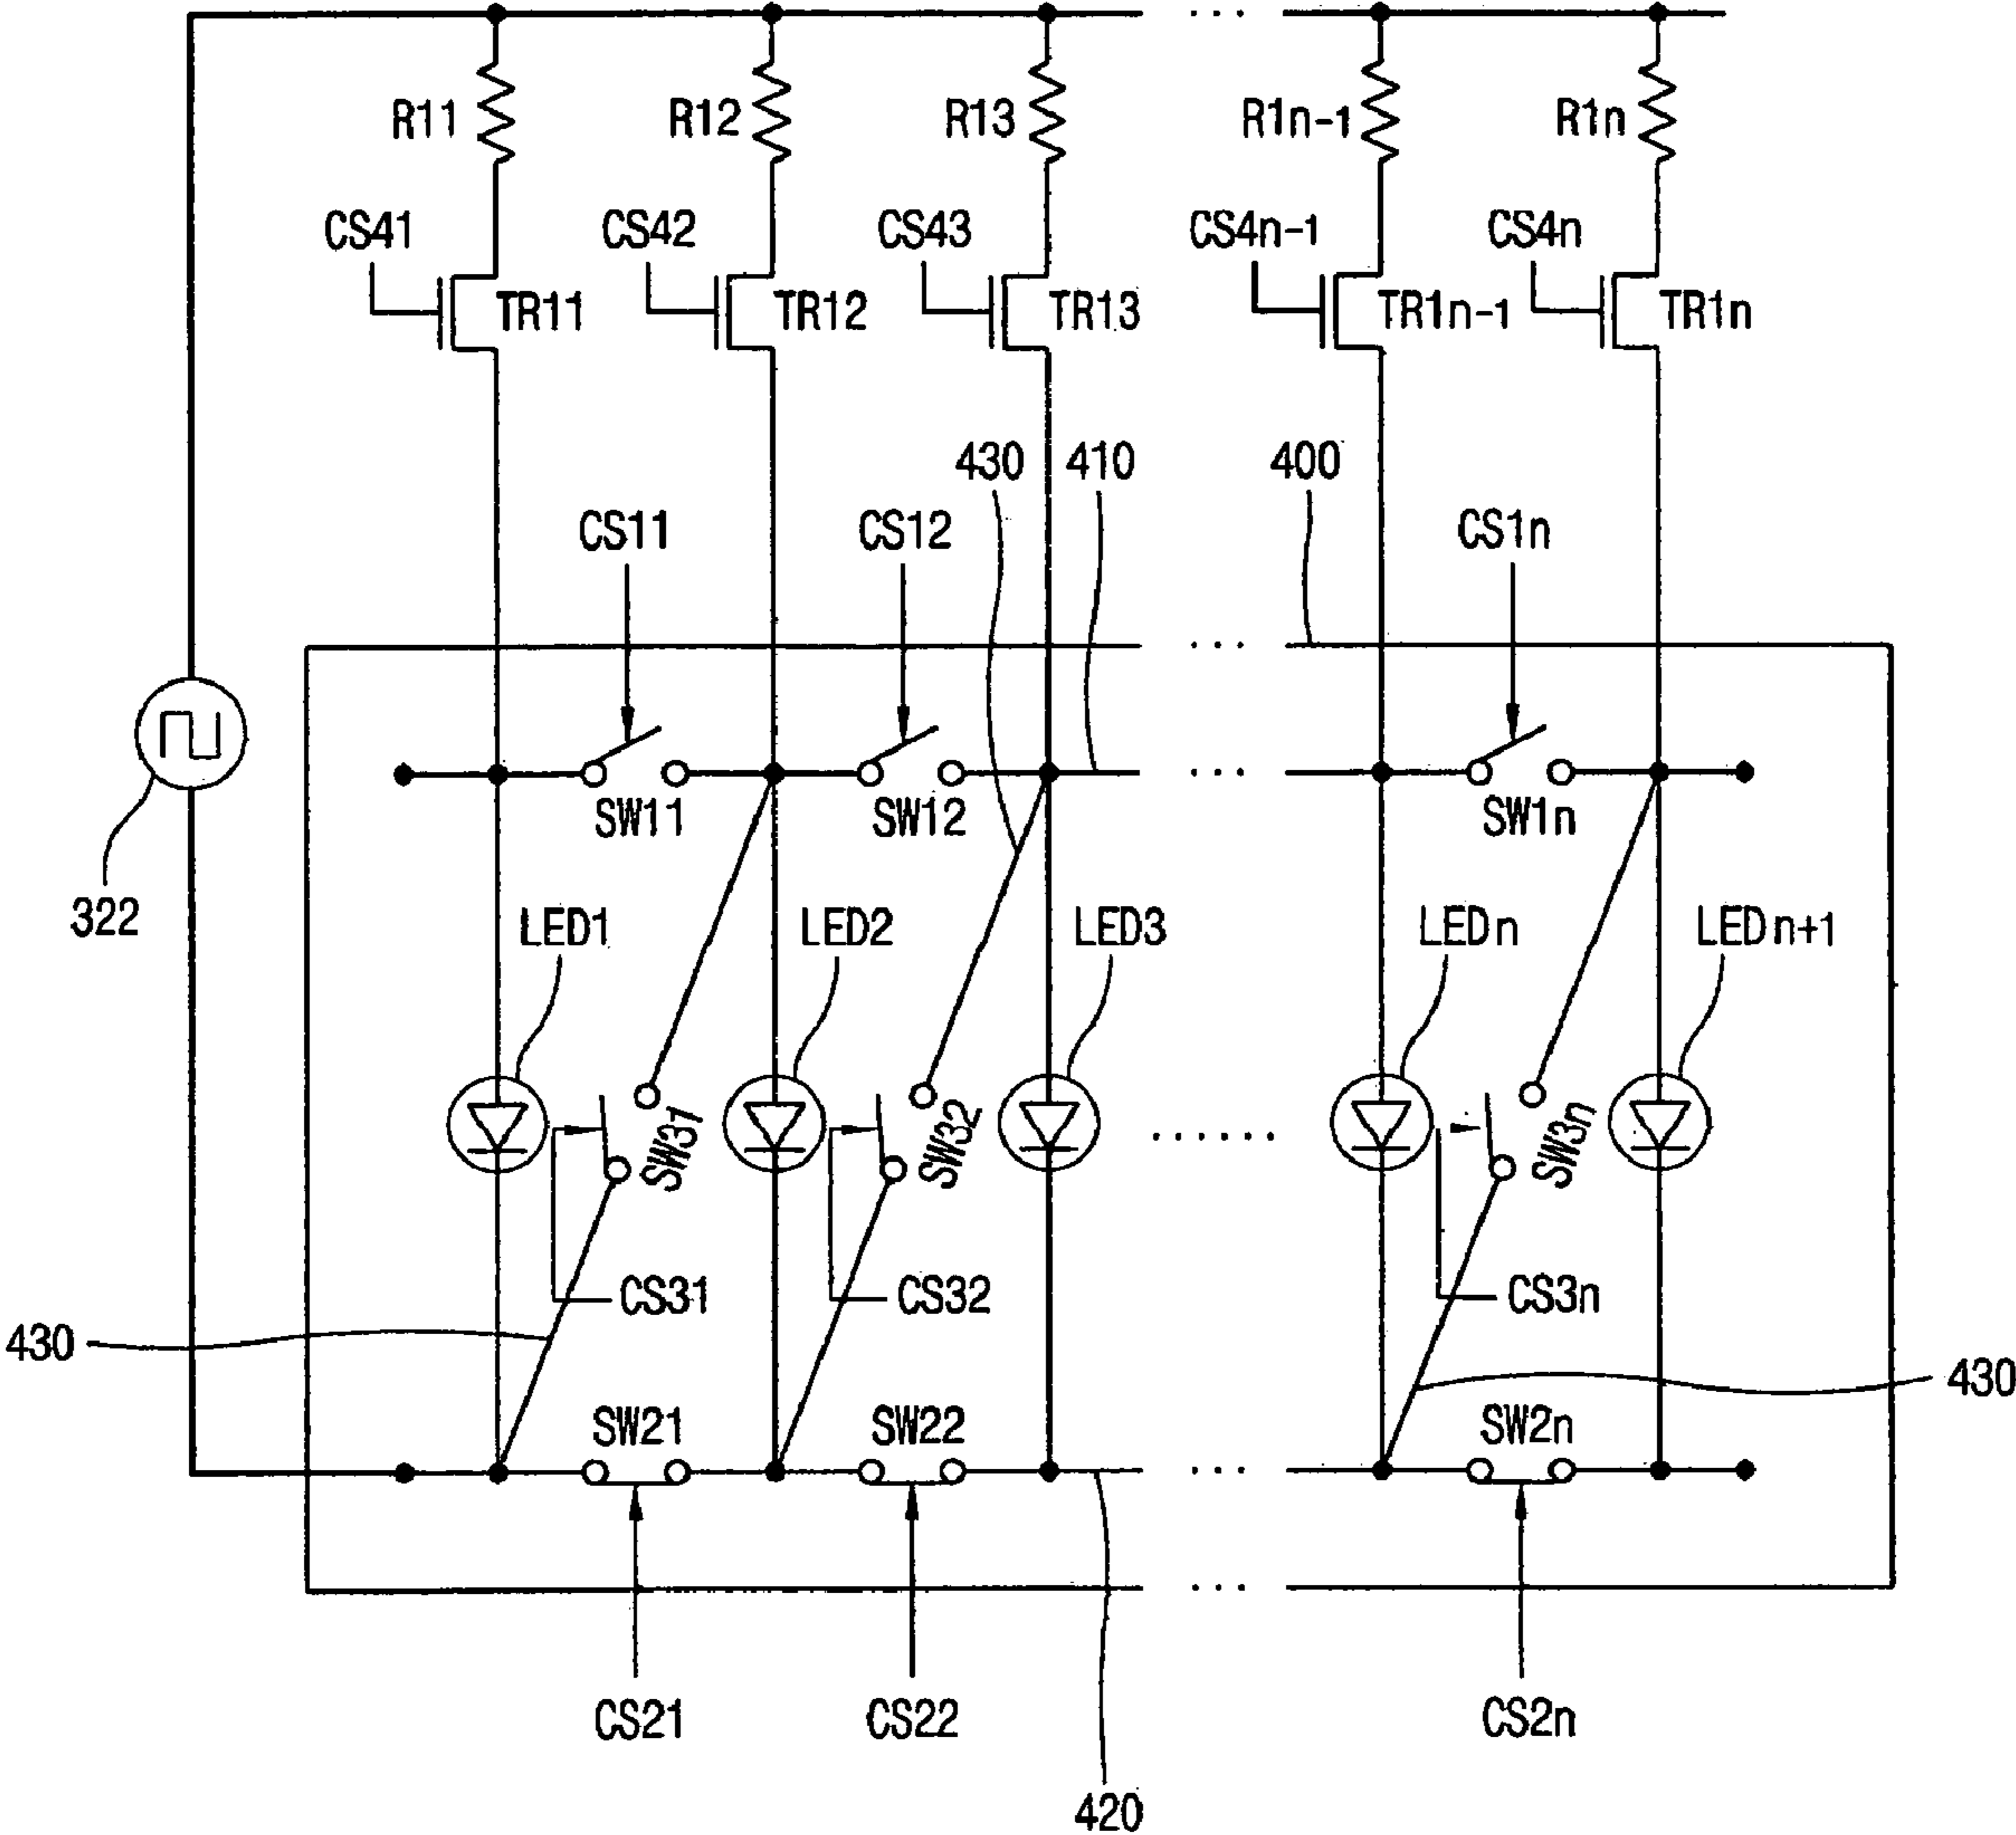 R11 R12 R13 R1n-1 R1n
CS41 CS42 CS43 CS4n-1 CS4n
TR11 TR12 TR13 TR1n-1 TR1n
430 410 400
CS11 CS12 CS1n
... 
SW11 SW12 SW1n
322
LED1 LED2 LED3 LEDn LEDn+1
SW31 SW32 SW3n
CS31 CS32 CS3n
430
430
SW21 SW22 SW2n
CS21 CS22 CS2n
420